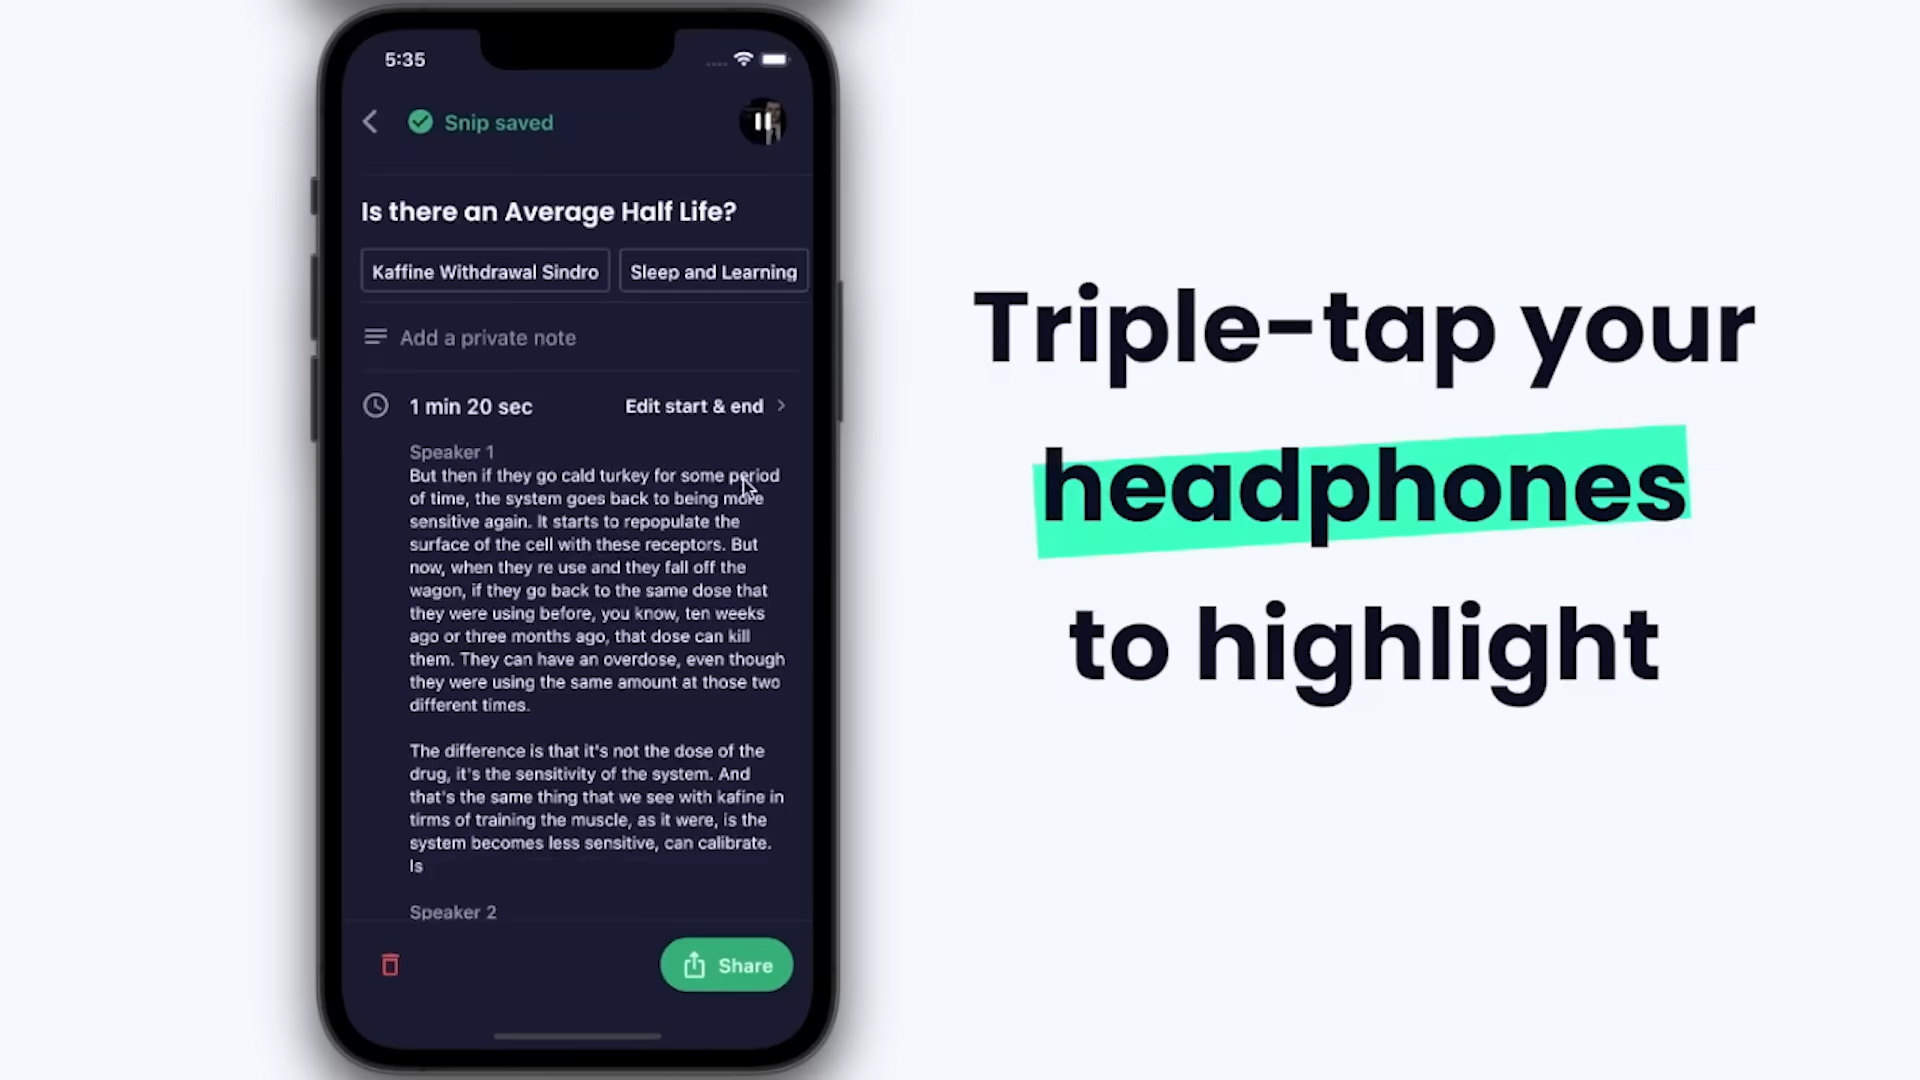 5:35
Snip saved
Is there an Average Half Life?
Kaffine Withdrawal Sindro
Sleep and Learning
Add a private note
1 min 20 sec
Edit start & end
Speaker 1
But then if they go cald turkey for some period
of time, the system goes back to being more
sensitive again. It starts to repopulate the
surface of the cell with these receptors. But
now, when they re use and they fall off the
wagon, if they go back to the same dose that
they were using before, you know, ten weeks
ago or three months ago, that dose can kill
them. They can have an overdose, even though
they were using the same amount at those two
different times.
The difference is that it's not the dose of the
drug, it's the sensitivity of the system. And
that's the same thing that we see with kafine in
tirms of training the muscle, as it were, is the
system becomes less sensitive, can calibrate.
Is
Speaker 2
Share
Triple-tap your
headphones
to highlight